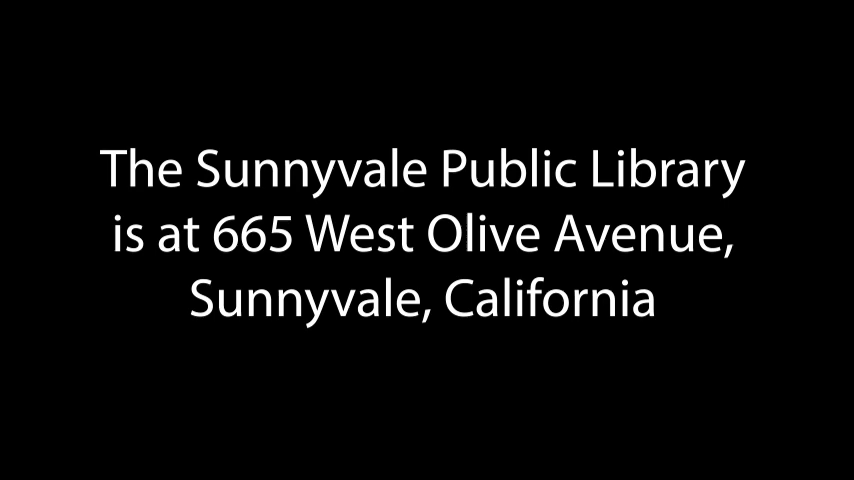 The Sunnyvale Public Library
is at 665 West Olive Avenue,
Sunnyvale, California